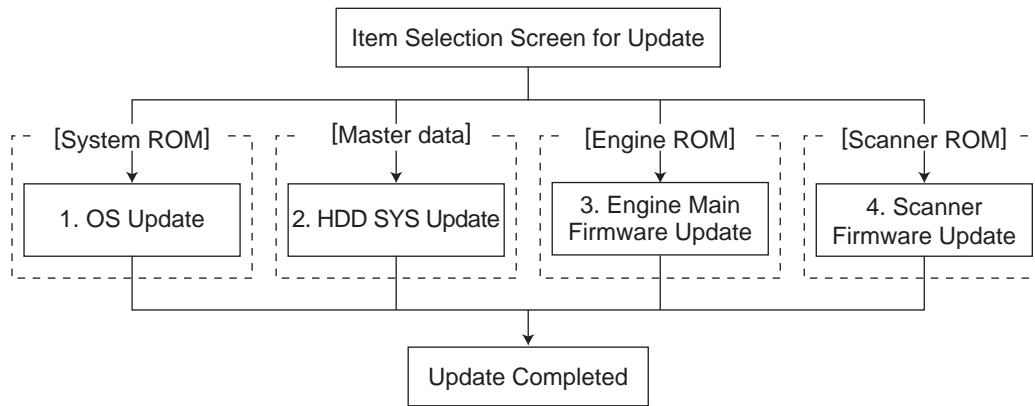 Item Selection Screen for Update
[System ROM]
[Master data]
[Engine ROM]
[Scanner ROM]
1. OS Update
2. HDD SYS Update
3. Engine Main
Firmware Update
4. Scanner
Firmware Update
Update Completed